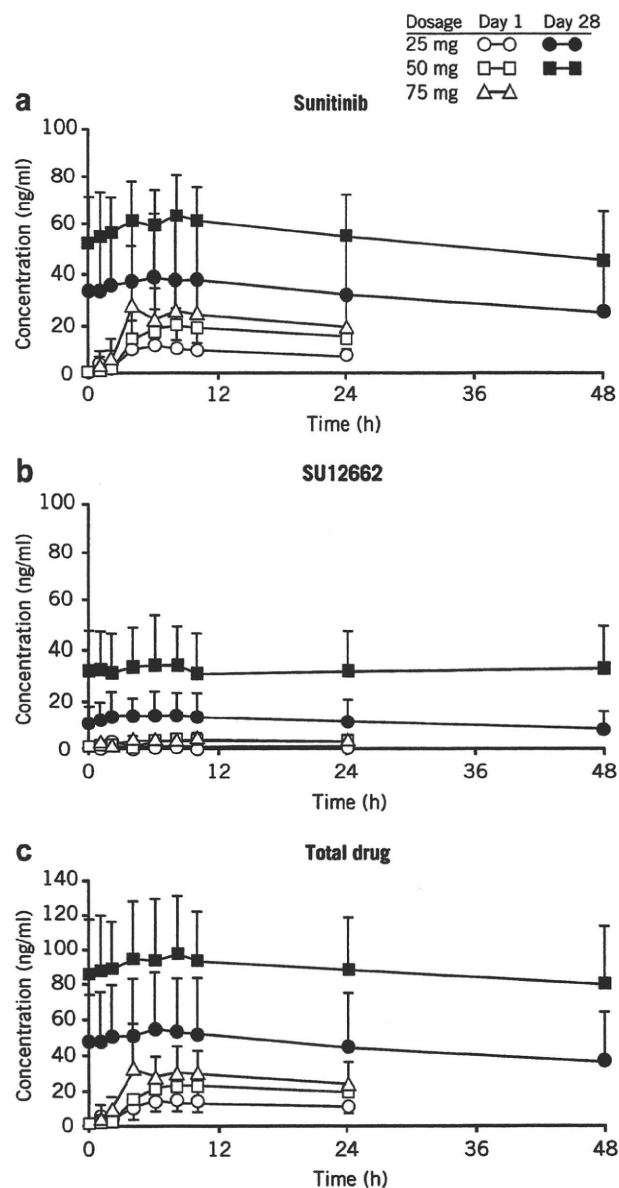 Dosage Day 1 Day 28
25 mg
50 mg
75 mg
a
Sunitinib
100
80
60
40
20
0
Concentration (ng/ml)
0 12 24 36 48
Time (h)
b
SU12662
100
80
60
40
20
0
Concentration (ng/ml)
0 12 24 36 48
Time (h)
c
Total drug
140
120
100
80
60
40
20
0
Concentration (ng/ml)
0 12 24 36 48
Time (h)